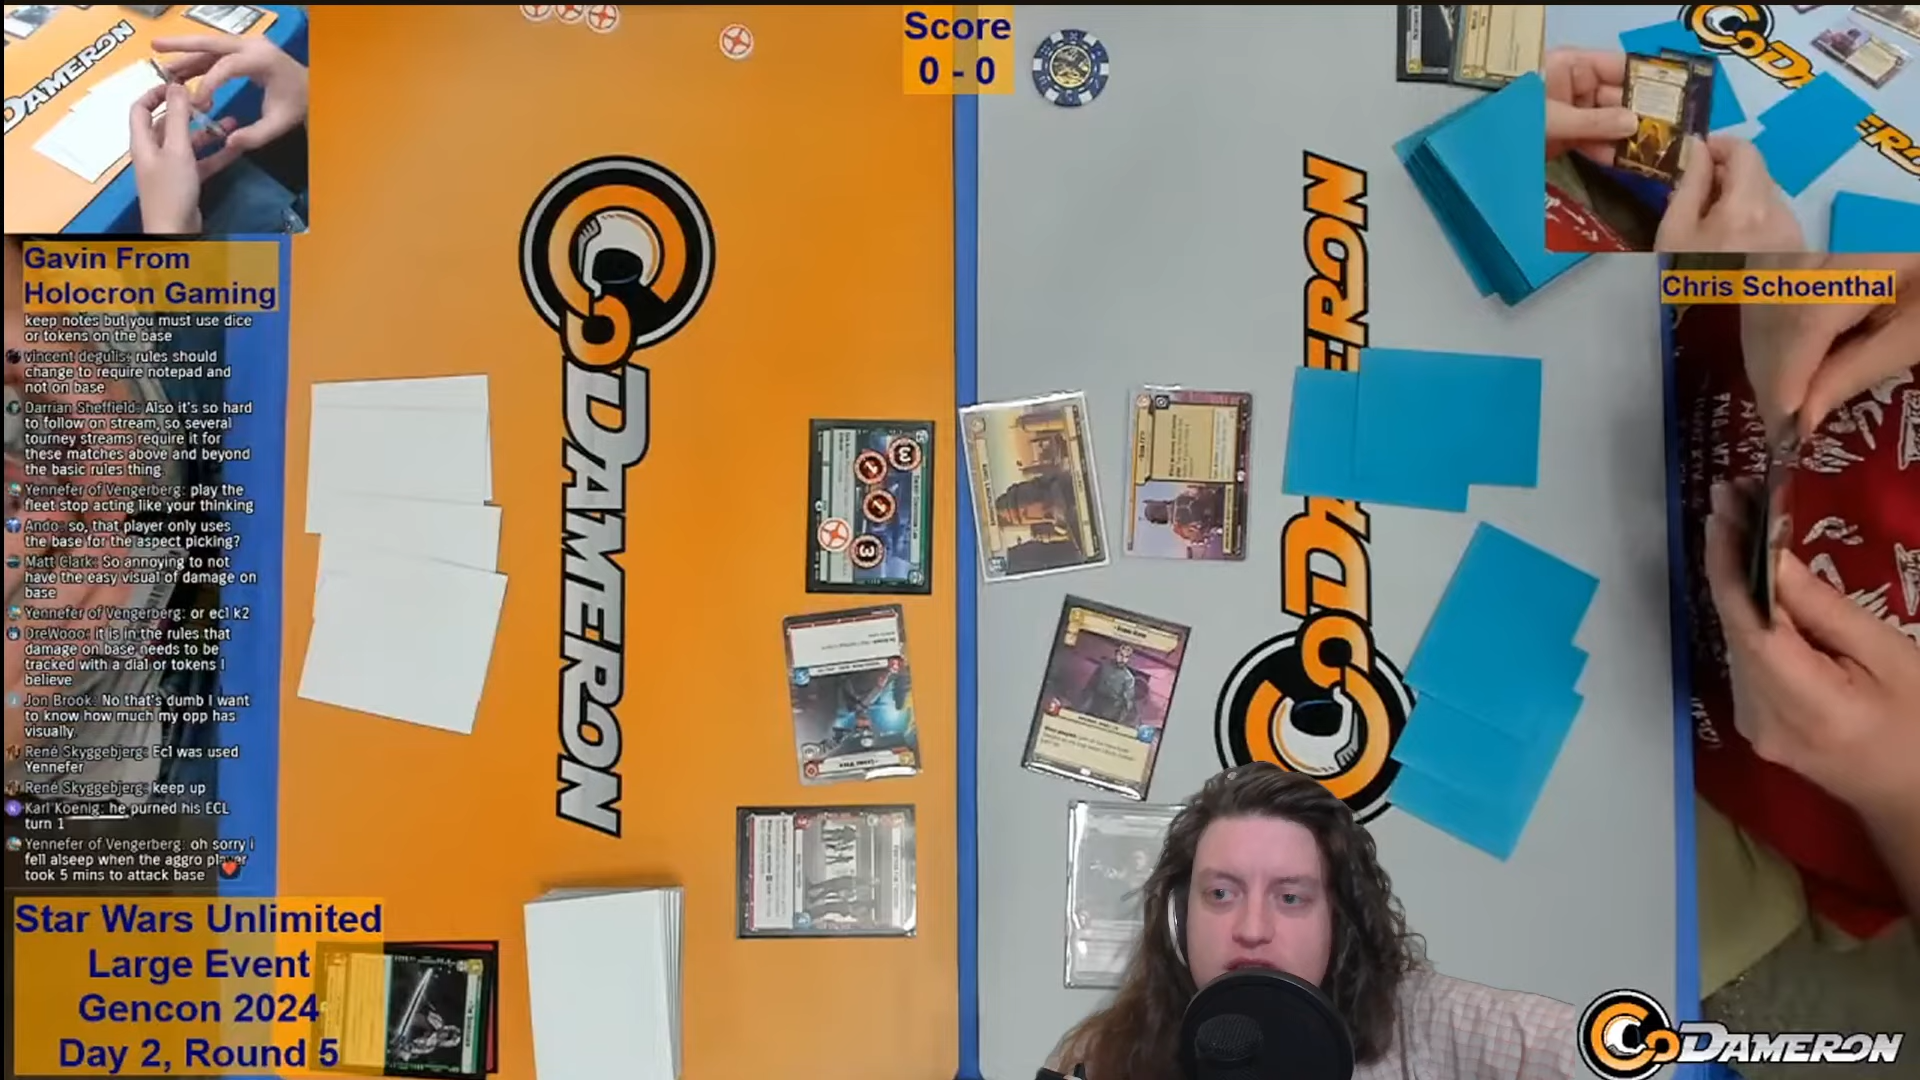 DAMERON
Score
0 - 0
Gavin From
Holocron Gaming
Chris Schoenthal
keep notes but you must use dice
or tokens on the base
vincent degulis: rules should
change to require notepad and
not on base
Darrian Sheffield: Also it's so hard
to follow on stream, so several
tourney streams require it for
these matches above and beyond
the basic rules thing.
Yennefer of Vengerberg: play the
fleet stop acting like your thinking
Ando: so, that player only uses
the base for the aspect picking?
Matt Clark: So annoying to not
have the easy visual of damage on
base
Yennefer of Vengerberg: or ecl k2
DreWooo: it is in the rules that
damage on base needs to be
tracked with a dial or tokens I
believe
Jon Brook: No that's dumb I want
to know how much my opp has
visually.
René Skyggebjerg: Ecl was used
Yennefer
René Skyggebjerg: keep up
Karl Koenig: he purned his ECL
turn 1
Yennefer of Vengerberg: oh sorry i
fell alseep when the aggro player
took 5 mins to attack base
CODAMERON
3
1
1
3
CODAMERON
Star Wars Unlimited
Large Event
Gencon 2024
Day 2, Round 5
CODAMERON